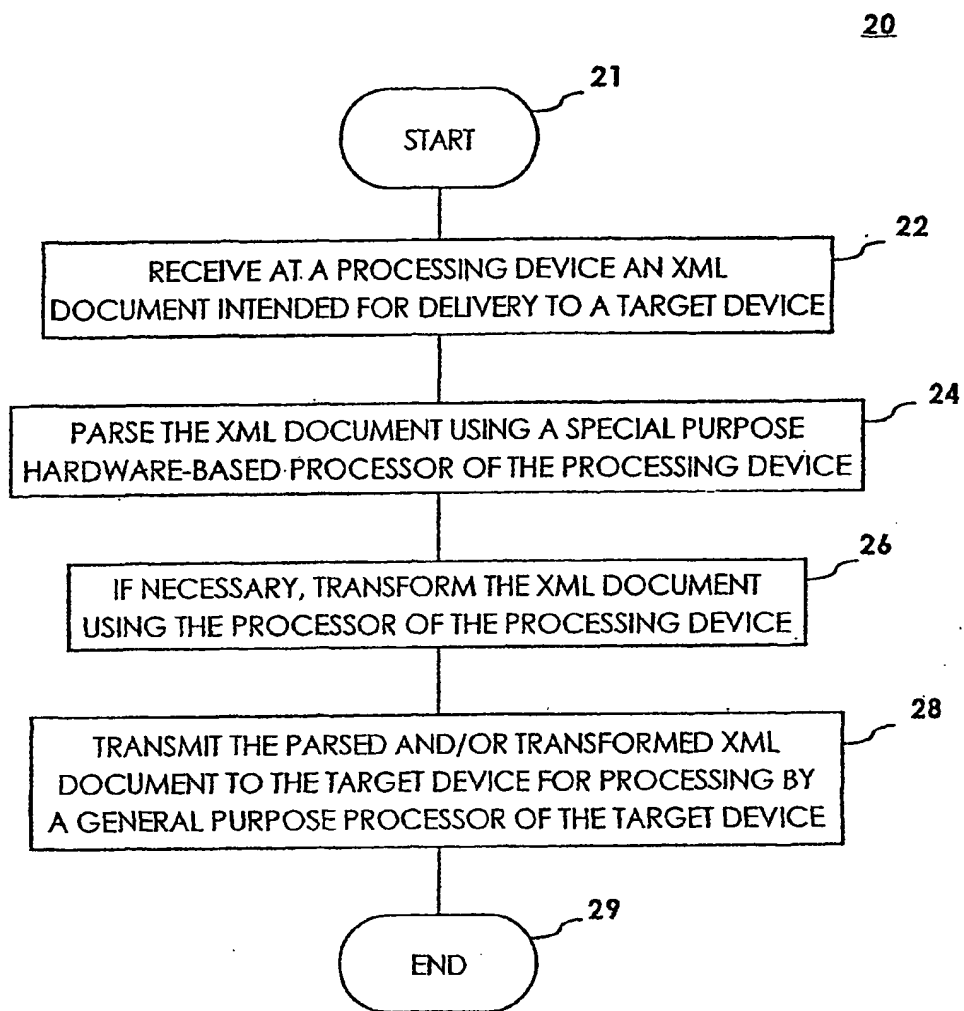 20
21
START
22
RECEIVE AT A PROCESSING DEVICE AN XML
DOCUMENT INTENDED FOR DELIVERY TO A TARGET DEVICE
24
PARSE THE XML DOCUMENT USING A SPECIAL PURPOSE
HARDWARE-BASED PROCESSOR OF THE PROCESSING DEVICE
26
IF NECESSARY, TRANSFORM THE XML DOCUMENT
USING THE PROCESSOR OF THE PROCESSING DEVICE
28
TRANSMIT THE PARSED AND/OR TRANSFORMED XML
DOCUMENT TO THE TARGET DEVICE FOR PROCESSING BY
A GENERAL PURPOSE PROCESSOR OF THE TARGET DEVICE
29
END